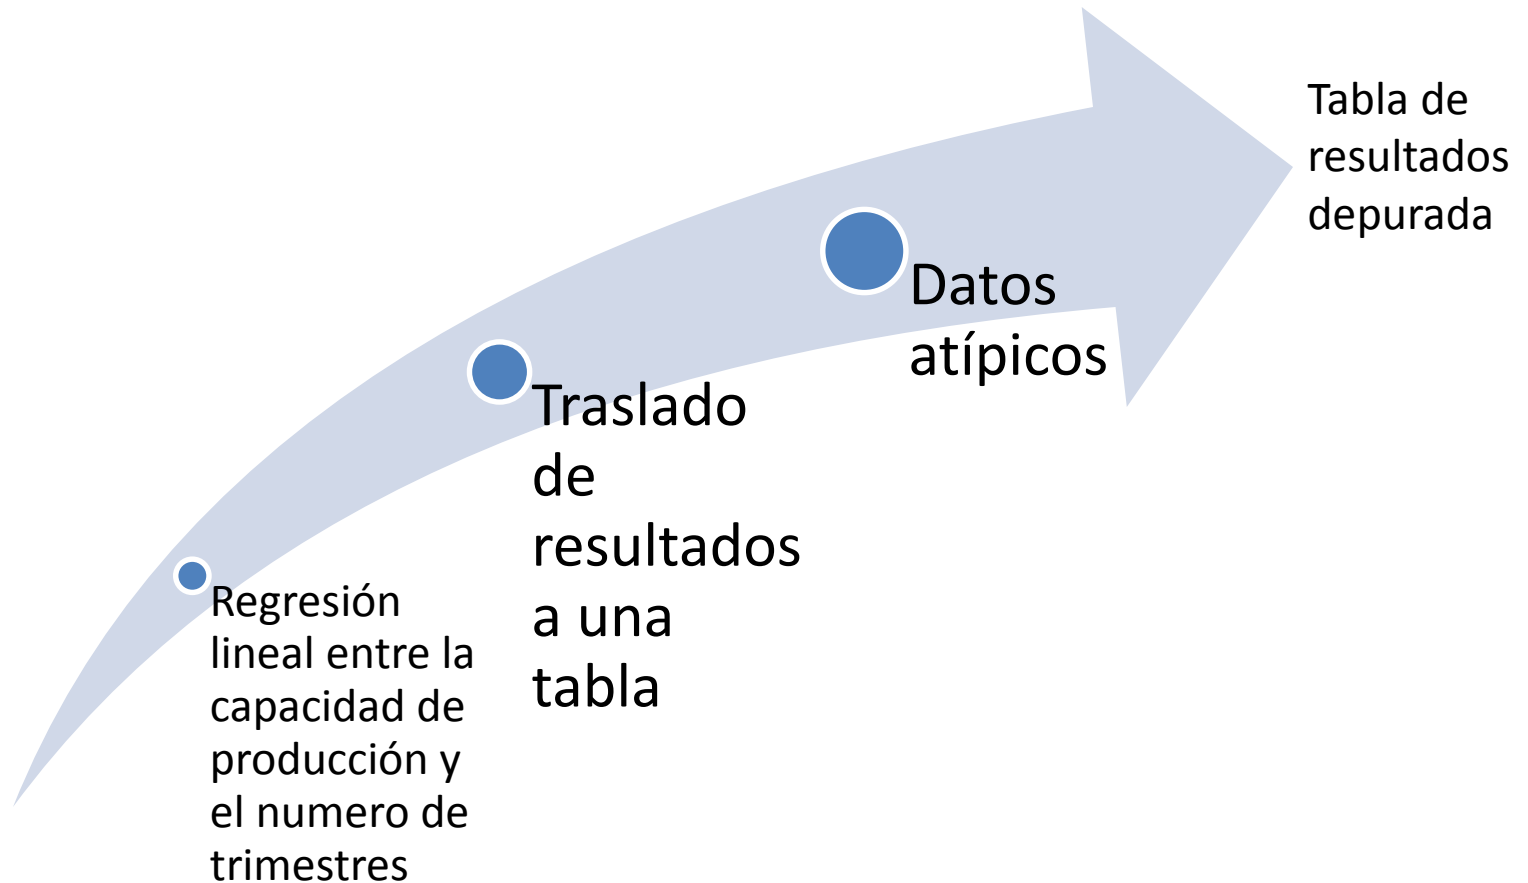 Regresión
lineal entre la
capacidad de
producción y
el numero de
trimestres
Traslado
de
resultados
a una
tabla
Datos
atípicos
Tabla de
resultados
depurada